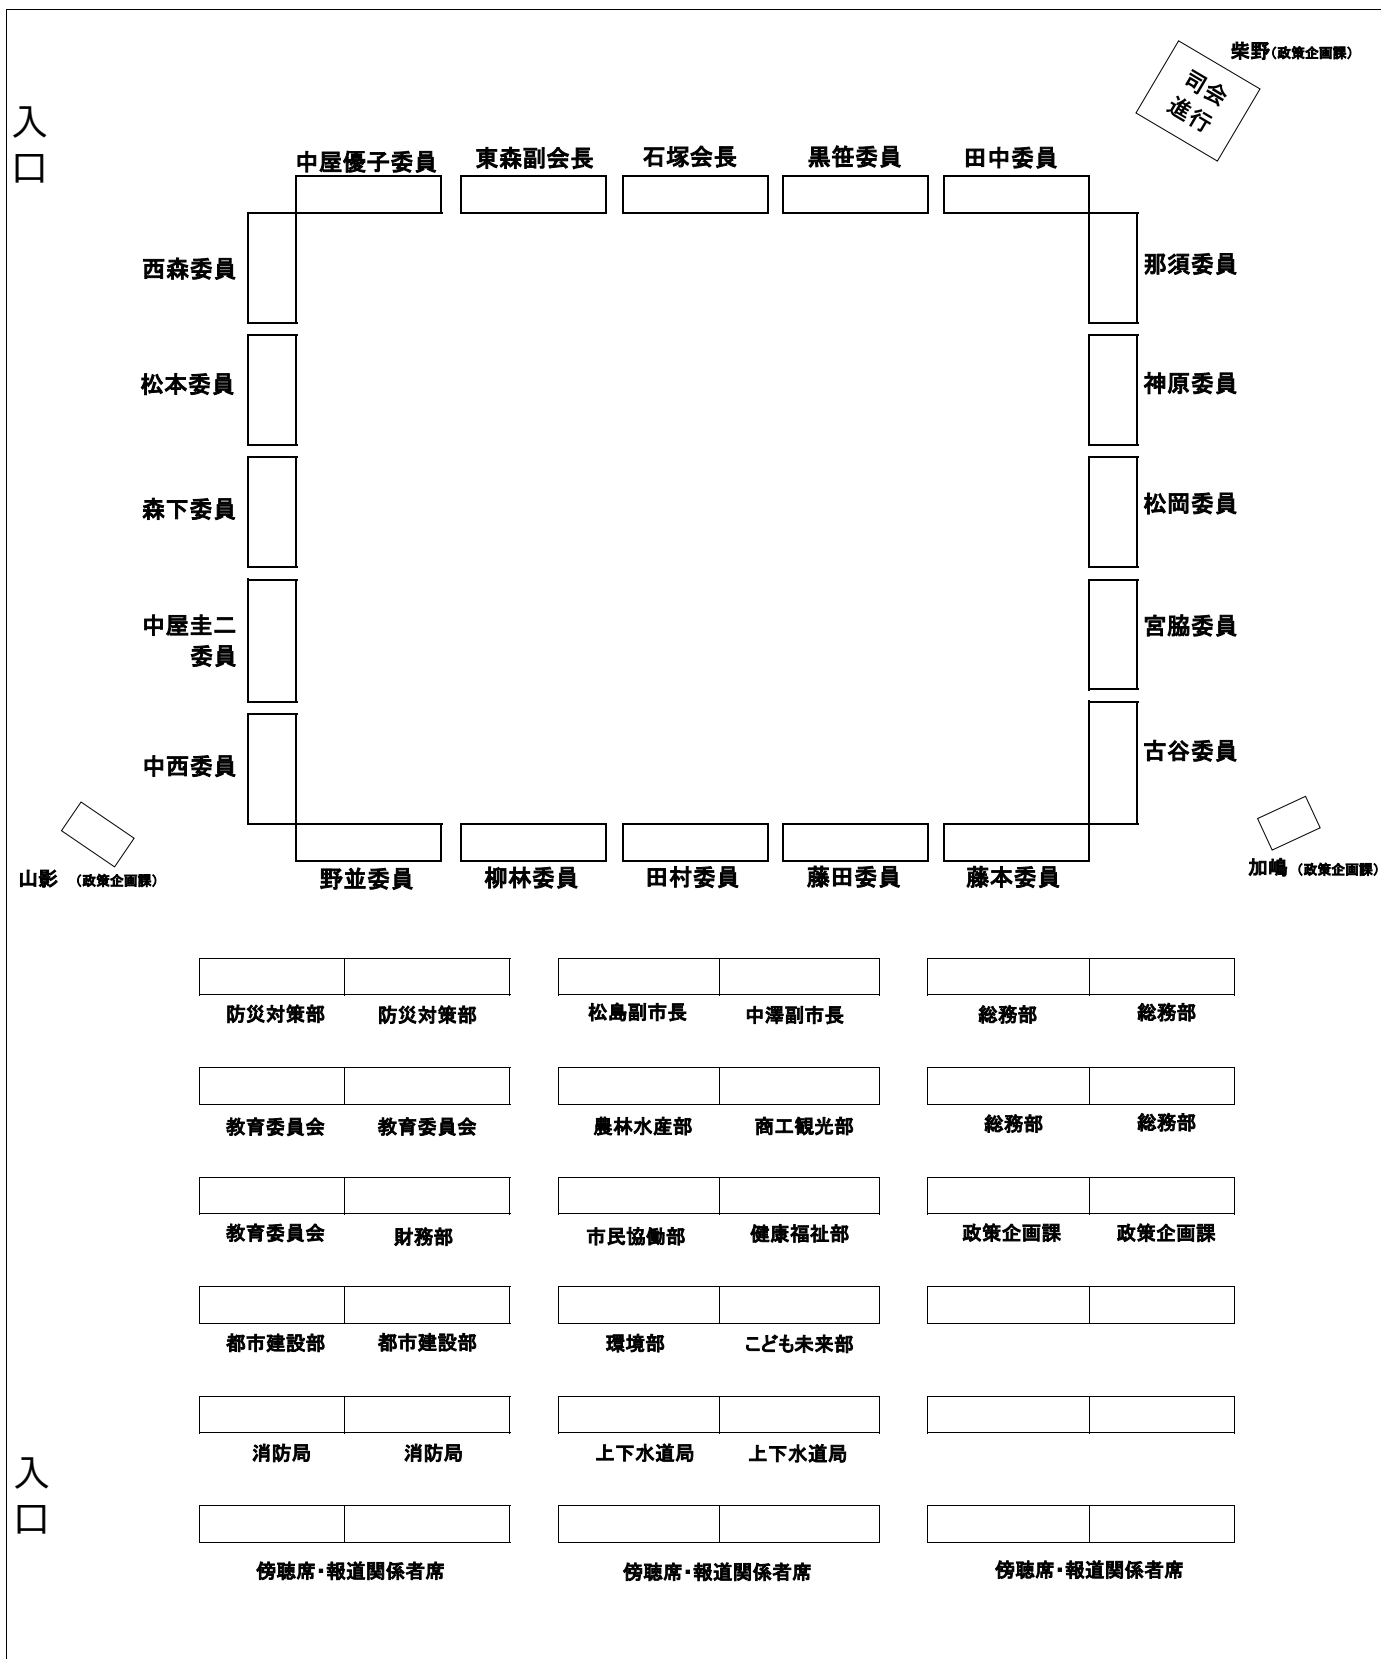 柴野(政策企画課)
司会
進行
入
口
中屋優子委員 東森副会長 石塚会長 黒笹委員 田中委員
西森委員 那須委員
松本委員 神原委員
森下委員 松岡委員
中屋圭二
委員
宮脇委員
中西委員 古谷委員
山影 (政策企画課)
野並委員 柳林委員 田村委員 藤田委員 藤本委員
加嶋 (政策企画課)
防災対策部 防災対策部 松島副市長 中澤副市長 総務部 総務部
教育委員会 教育委員会 農林水産部 商工観光部 総務部 総務部
教育委員会 財務部 市民協働部 健康福祉部 政策企画課 政策企画課
都市建設部 都市建設部 環境部 こども未来部
消防局 消防局 上下水道局 上下水道局
入
口
傍聴席・報道関係者席 傍聴席・報道関係者席 傍聴席・報道関係者席